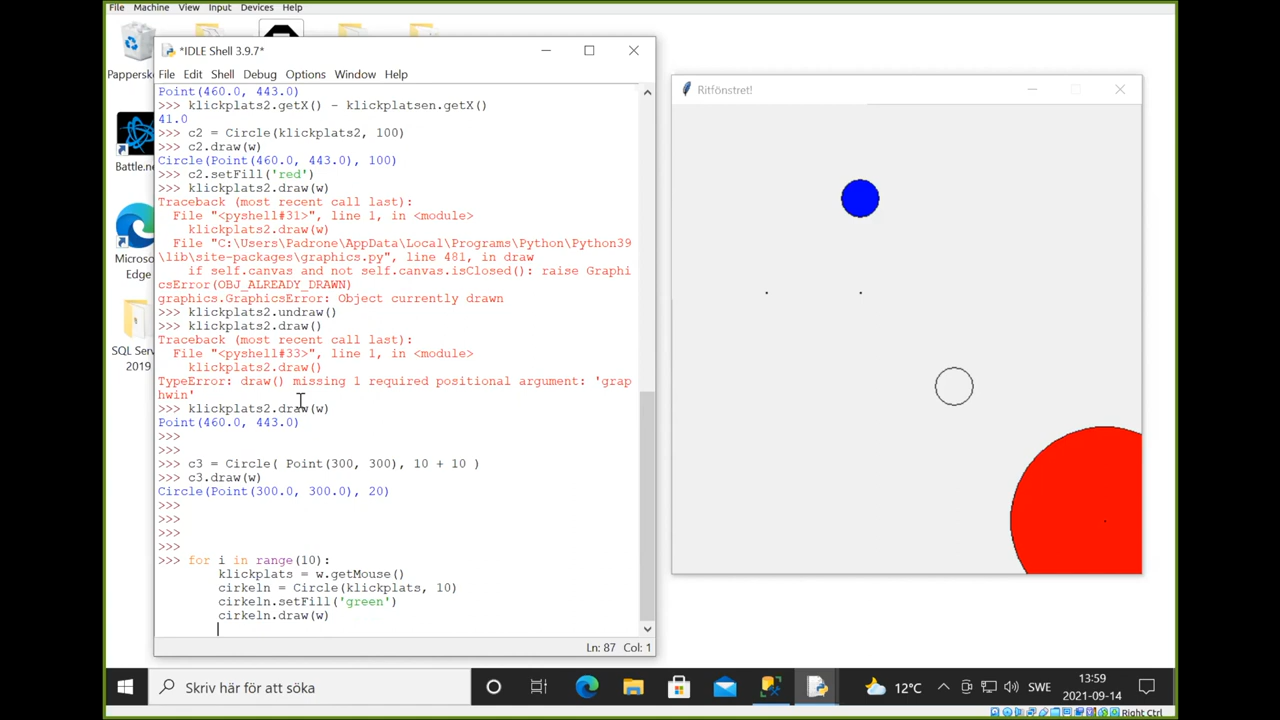 File Machine View Input Devices Help
Pappersk
Battle.ne
Microso
Edge
SQL Serv
2019
*IDLE Shell 3.9.7*
File Edit Shell Debug Options Window Help
Point(460.0, 443.0)
>>> klickplats2.getX() - klickplatsen.getX()
41.0
>>> c2 = Circle(klickplats2, 100)
>>> c2.draw(w)
Circle(Point(460.0, 443.0), 100)
>>> c2.setFill('red')
>>> klickplats2.draw(w)
Traceback (most recent call last):
File "<pyshell#31>", line 1, in <module>
klickplats2.draw(w)
File "C:\Users\Padrone\AppData\Local\Programs\Python\Python39
\lib\site-packages\graphics.py", line 481, in draw
if self.canvas and not self.canvas.isClosed(): raise Graphi
csError(OBJ_ALREADY_DRAWN)
graphics.GraphicsError: Object currently drawn
>>> klickplats2.undraw()
>>> klickplats2.draw()
Traceback (most recent call last):
File "<pyshell#33>", line 1, in <module>
klickplats2.draw()
TypeError: draw() missing 1 required positional argument: 'grap
hwin'
>>> klickplats2.draw(w)
Point(460.0, 443.0)
>>>
>>>
>>> c3 = Circle( Point(300, 300), 10 + 10 )
>>> c3.draw(w)
Circle(Point(300.0, 300.0), 20)
>>>
>>>
>>>
>>>
>>> for i in range(10):
klickplats = w.getMouse()
cirkeln = Circle(klickplats, 10)
cirkeln.setFill('green')
cirkeln.draw(w)
Ln: 87 Col: 1
Ritfönstret!
Skriv här för att söka
12°C
SWE
13:59
2021-09-14
Right Ctrl